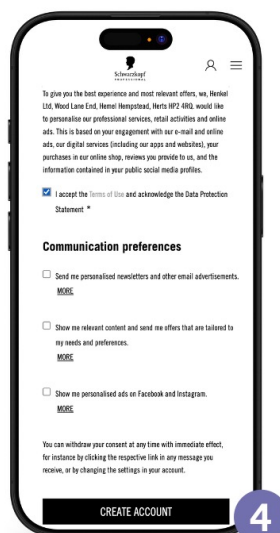 Schwarzkopf
PROFESSIONAL
To give you the best experience and most relevant offers, we, Henkel
Ltd, Wood Lane End, Hemel Hempstead, Herts HP2 4RQ, would like
to personalise our professional services, retail activities and online
ads. This is based on your engagement with our e-mail and online
ads, our digital services (including our apps and websites), your
purchases in our online shop, reviews you provide to us, and the
information contained in your public social media profiles.
I accept the Terms of Use and acknowledge the Data Protection
Statement *
Communication preferences
Send me personalised newsletters and other email advertisements.
MORE
Show me relevant content and send me offers that are tailored to
my needs and preferences.
MORE
Show me personalised ads on Facebook and Instagram.
MORE
You can withdraw your consent at any time with immediate effect,
for instance by clicking the respective link in any message you
receive, or by changing the settings in your account.
CREATE ACCOUNT
4